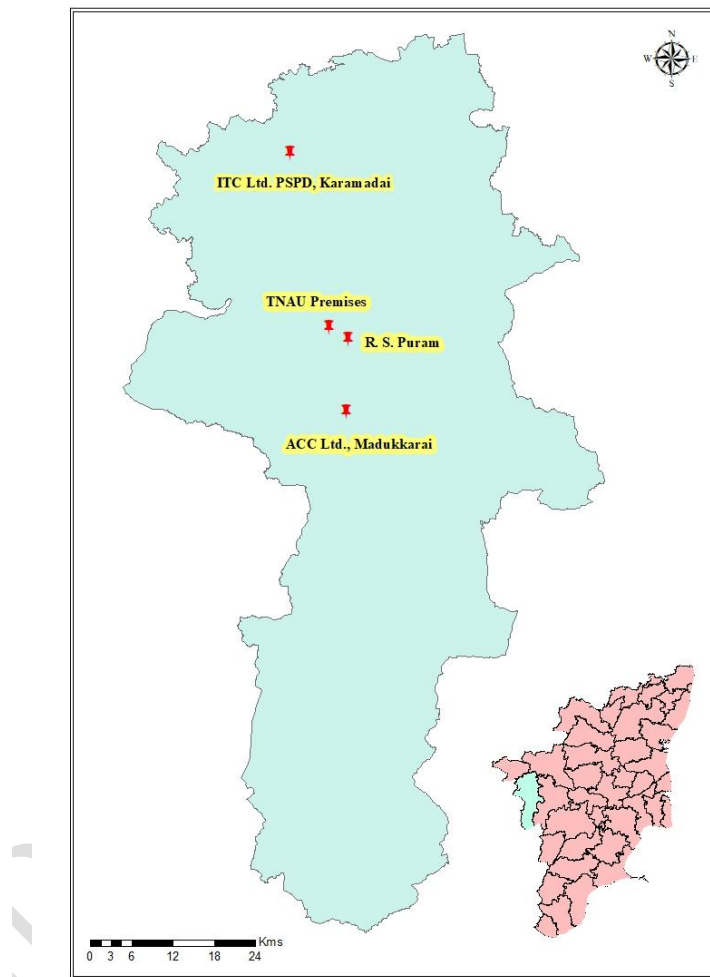 N
W E
S
ITC Ltd. PSPD, Karamadai
TNAU Premises
R. S. Puram
ACC Ltd., Madukkarai
Kms
0 3 6 12 18 24